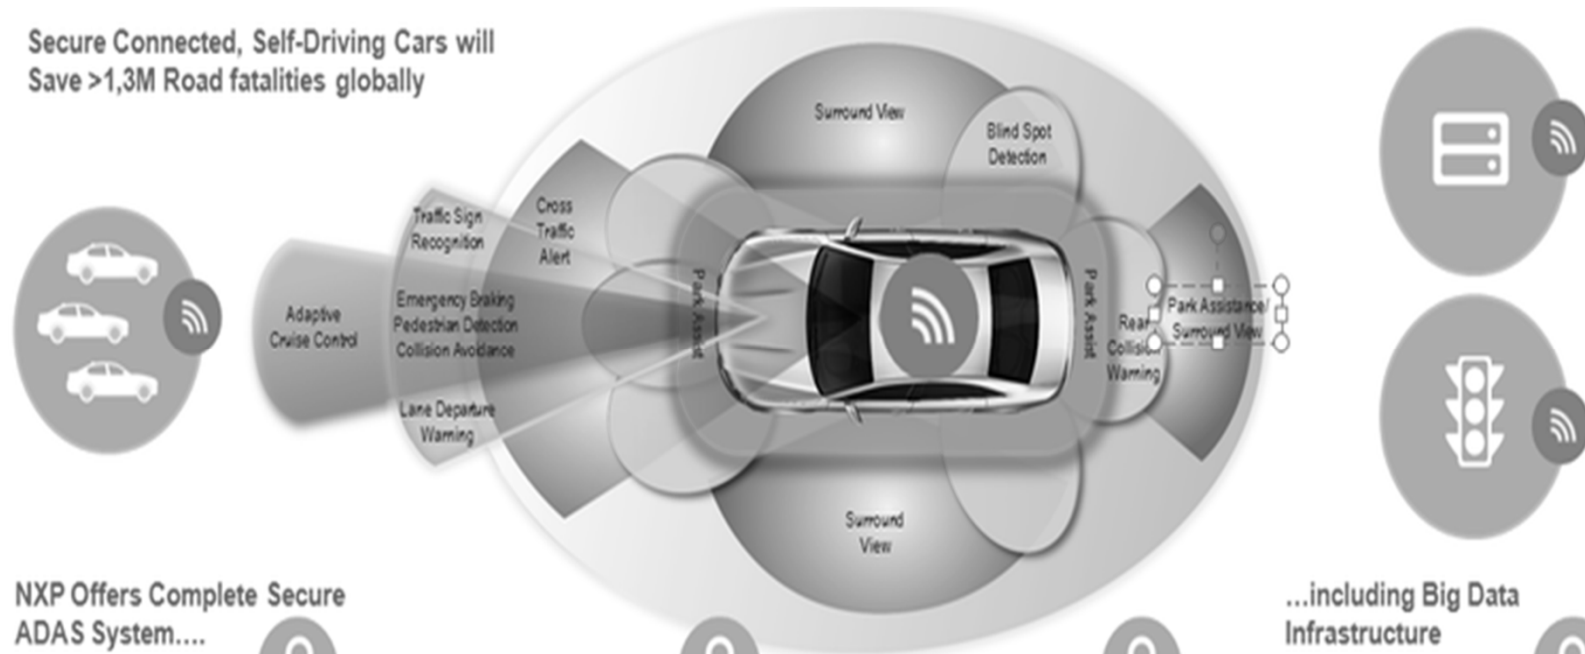 Secure Connected, Self-Driving Cars will
Save >1,3M Road fatalities globally
Surround View
Blind Spot
Detection
Traffic Sign
Recognition
Cross
Traffic
Alert
Adaptive
Cruise Control
Emergency Braking
Pedestrian Detection
Collision Avoidance
Park Assist
Park Assist
Rear
Collision
Warning
Park Assistance/
Surround View
Lane Departure
Warning
Surround
View
NXP Offers Complete Secure
ADAS System....
...including Big Data
Infrastructure